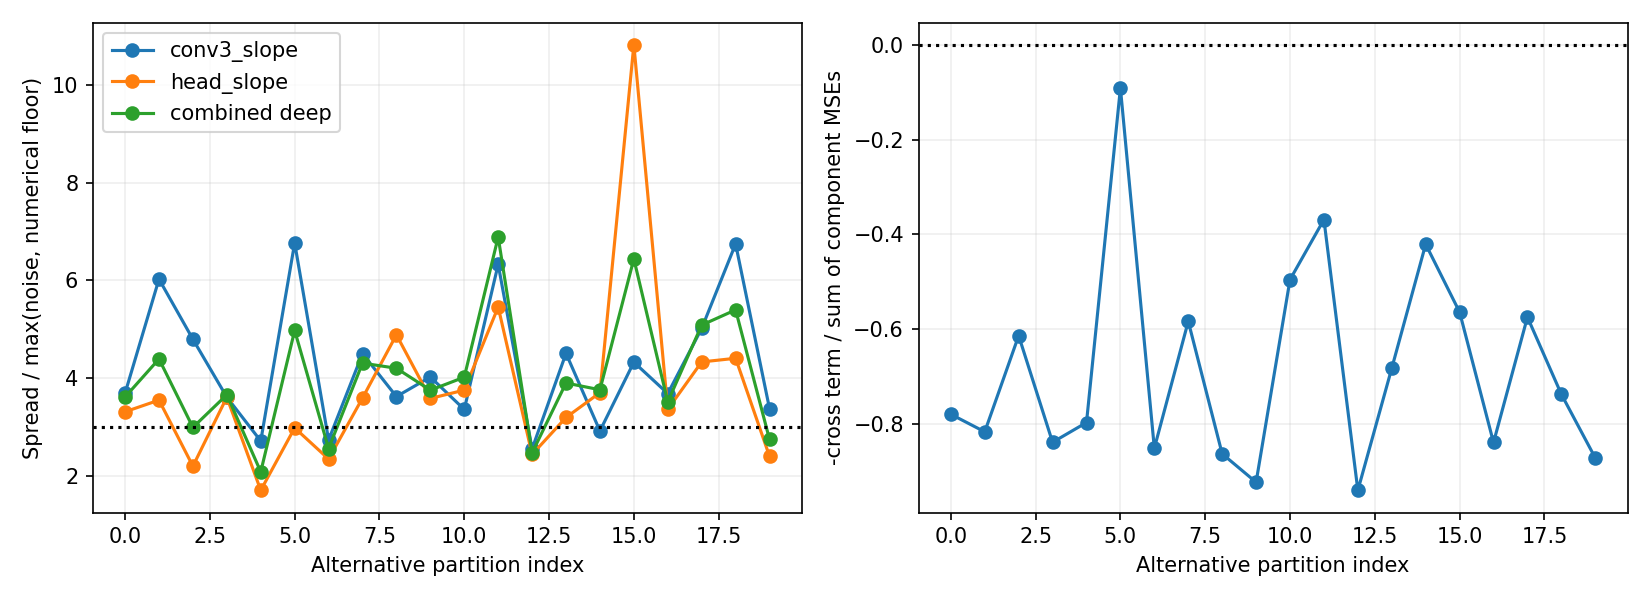 conv3_slope
head_slope
combined deep
Spread / max(noise, numerical floor)
10
8
6
4
2
0.0 2.5 5.0 7.5 10.0 12.5 15.0 17.5
Alternative partition index
-cross term / sum of component MSEs
0.0
−0.2
−0.4
−0.6
−0.8
0.0 2.5 5.0 7.5 10.0 12.5 15.0 17.5
Alternative partition index